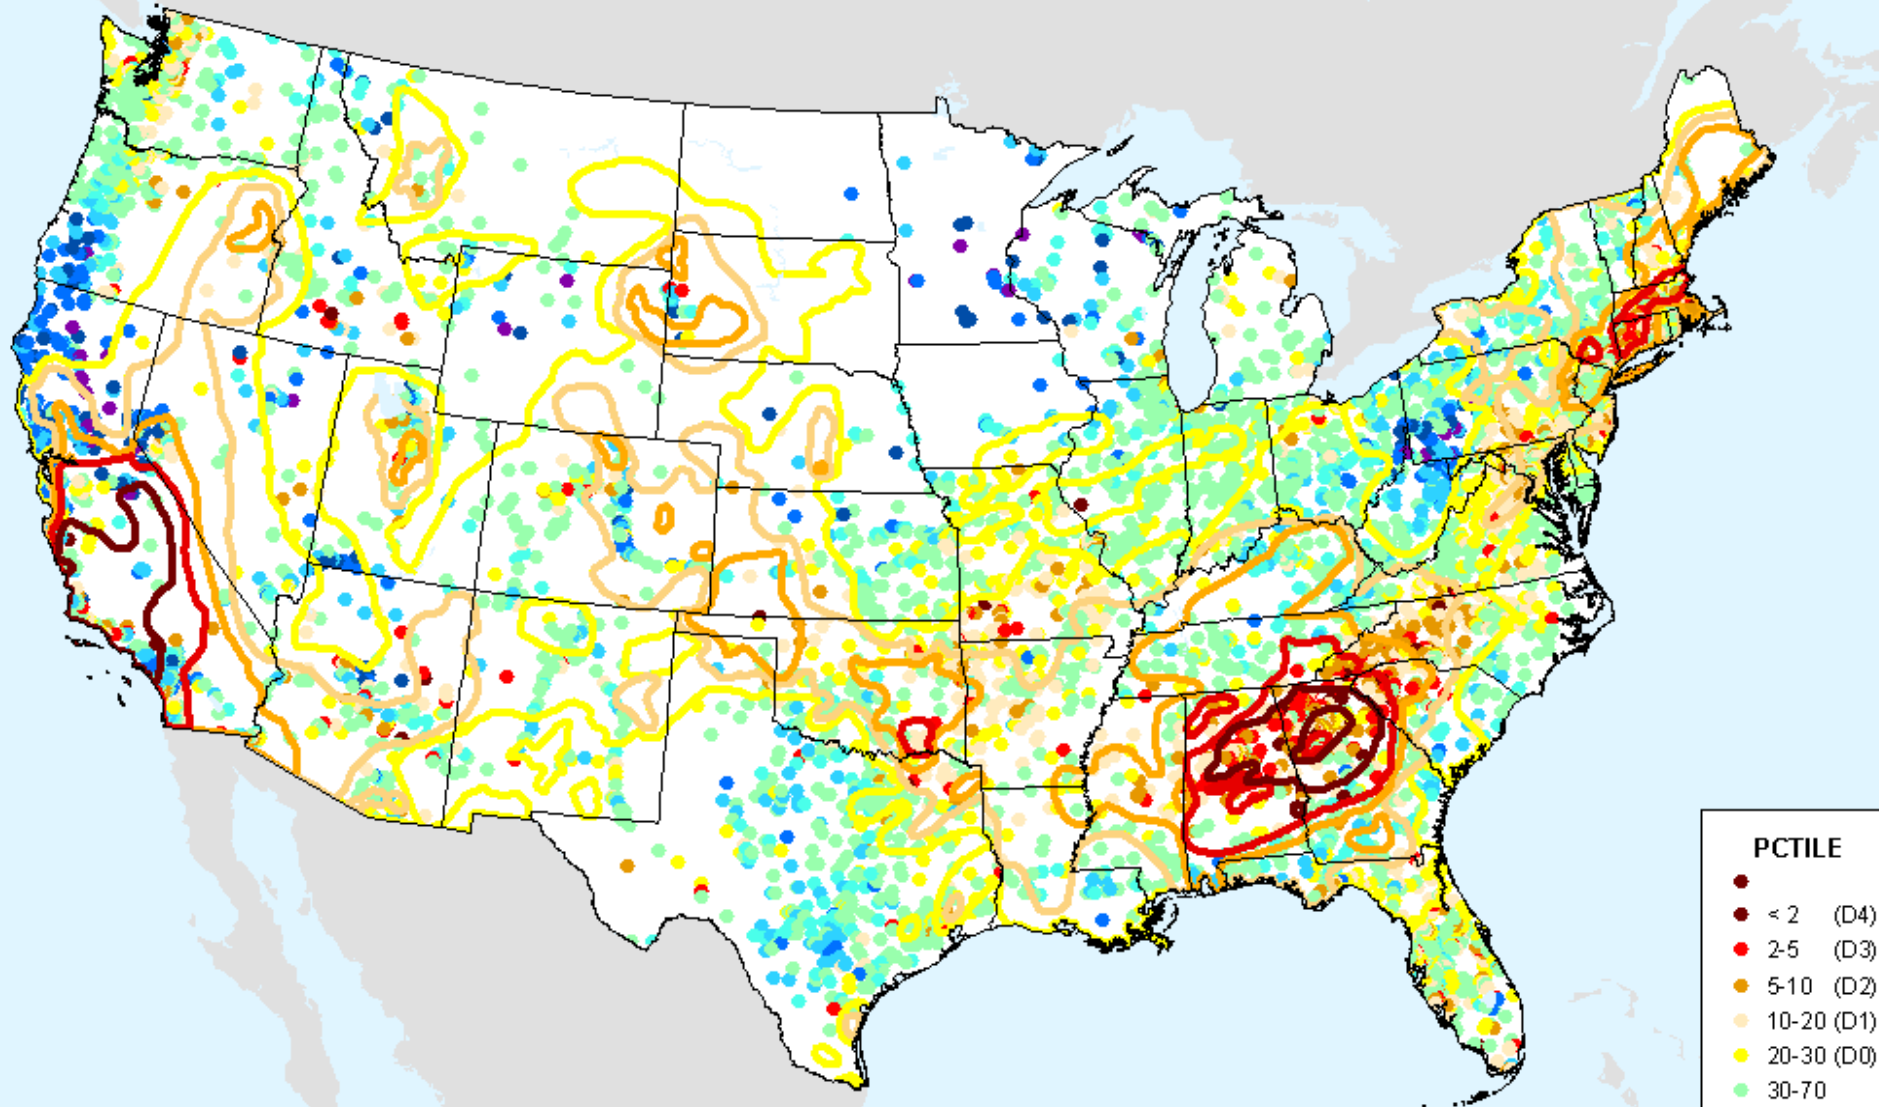 PCTILE
< 2 (D4)
2-5 (D3)
5-10 (D2)
10-20 (D1)
20-30 (D0)
30-70